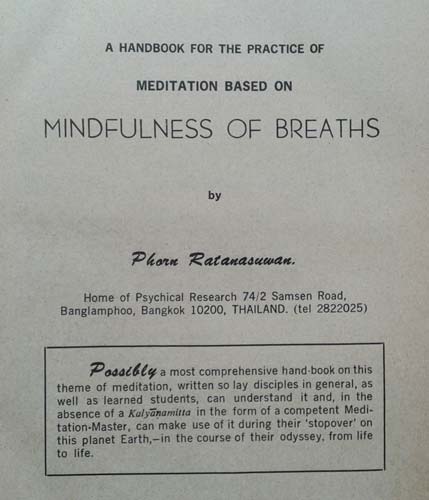 A HANDBOOK FOR THE PRACTICE OF
MEDITATION BASED ON
MINDFULNESS OF BREATHS
by
Phorn Ratanasuwan.
Home of Psychical Research 74/2 Samsen Road,
Banglamphoo, Bangkok 10200, THAILAND. (tel 2822025)
Possibly a most comprehensive hand-book on this
theme of meditation, written so lay disciples in general, as
well as learned students, can understand it and, in the
absence of a Kalyānamitta in the form of a competent Medi-
tation-Master, can make use of it during their 'stopover' on
this planet Earth,–in the course of their odyssey, from life
to life.